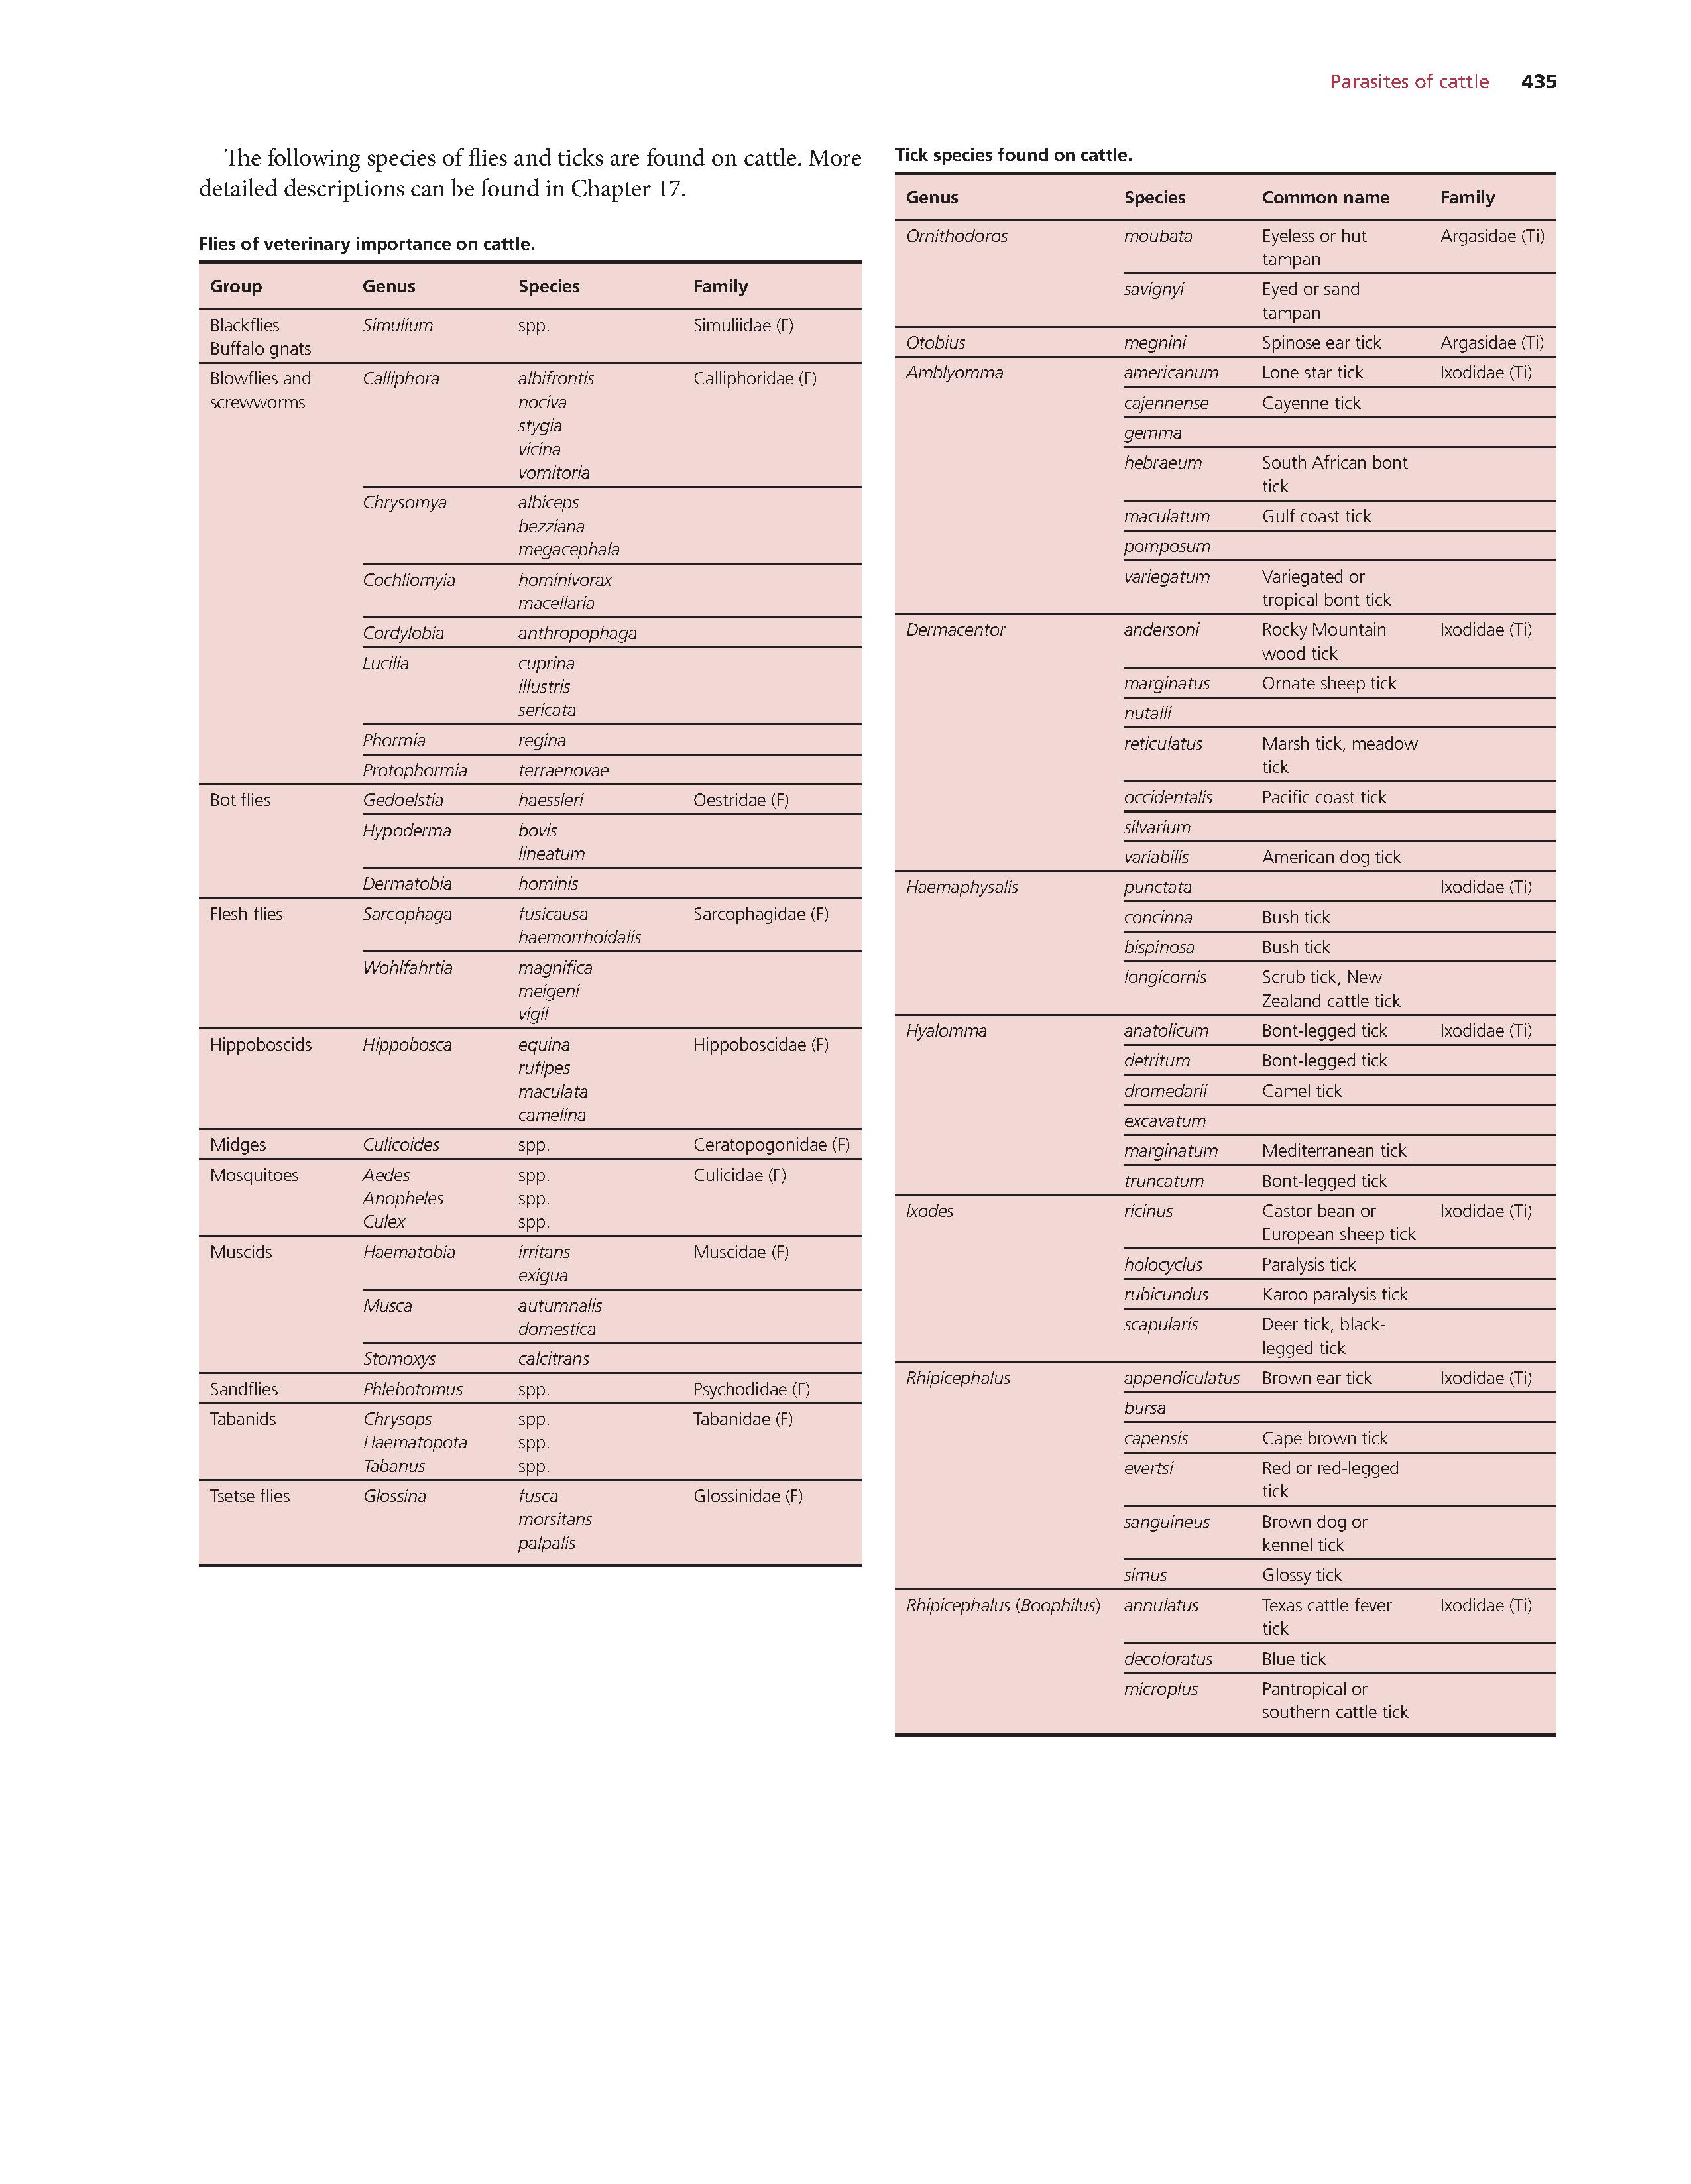 Parasites of cattle 435
The following species of flies and ticks are found on cattle. More
detailed descriptions can be found in Chapter 17.
Flies of veterinary importance on cattle.
Group Genus Species Family
Blackflies Simulium spp. Simuliidae (F)
Buffalo gnats
Blowflies and Calliphora albifrontis Calliphoridae (F)
screwworms nociva
stygia
vicina
vomitoria
Chrysomya albiceps
bezziana
megacephala
Cochliomyia hominivorax
macellaria
Cordylobia anthropophaga
Lucilia cuprina
illustris
sericata
Phormia regina
Protophormia terraenovae
Bot flies Gedoelstia haessleri Oestridae (F)
Hypoderma bovis
lineatum
Dermatobia hominis
Flesh flies Sarcophaga fusicausa Sarcophagidae (F)
haemorrhoidalis
Wohlfahrtia magnifica
meigeni
vigil
Hippoboscids Hippobosca equina Hippoboscidae (F)
rufipes
maculata
camelina
Midges Culicoides spp. Ceratopogonidae (F)
Mosquitoes Aedes spp. Culicidae (F)
Anopheles spp.
Culex spp.
Muscids Haematobia irritans Muscidae (F)
exigua
Musca autumnalis
domestica
Stomoxys calcitrans
Sandflies Phlebotomus spp. Psychodidae (F)
Tabanids Chrysops spp. Tabanidae (F)
Haematopota spp.
Tabanus spp.
Tsetse flies Glossina fusca Glossinidae (F)
morsitans
palpalis
Tick species found on cattle.
Genus Species Common name Family
Ornithodoros moubata Eyeless or hut Argasidae (Ti)
tampan
savignyi Eyed or sand
tampan
Otobius megnini Spinose ear tick Argasidae (Ti)
Amblyomma americanum Lone star tick Ixodidae (Ti)
cajennense Cayenne tick
gemma
hebraeum South African bont
tick
maculatum Gulf coast tick
pomposum
variegatum Variegated or
tropical bont tick
Dermacentor andersoni Rocky Mountain Ixodidae (Ti)
wood tick
marginatus Ornate sheep tick
nutalli
reticulatus Marsh tick, meadow
tick
occidentalis Pacific coast tick
silvarium
variabilis American dog tick
Haemaphysalis punctata Ixodidae (Ti)
concinna Bush tick
bispinosa Bush tick
longicornis Scrub tick, New
Zealand cattle tick
Hyalomma anatolicum Bont-legged tick Ixodidae (Ti)
detritum Bont-legged tick
dromedarii Camel tick
excavatum
marginatum Mediterranean tick
truncatum Bont-legged tick
Ixodes ricinus Castor bean or Ixodidae (Ti)
European sheep tick
holocyclus Paralysis tick
rubicundus Karoo paralysis tick
scapularis Deer tick, black-
legged tick
Rhipicephalus appendiculatus Brown ear tick Ixodidae (Ti)
bursa
capensis Cape brown tick
evertsi Red or red-legged
tick
sanguineus Brown dog or
kennel tick
simus Glossy tick
Rhipicephalus (Boophilus) annulatus Texas cattle fever Ixodidae (Ti)
tick
decoloratus Blue tick
microplus Pantropical or
southern cattle tick